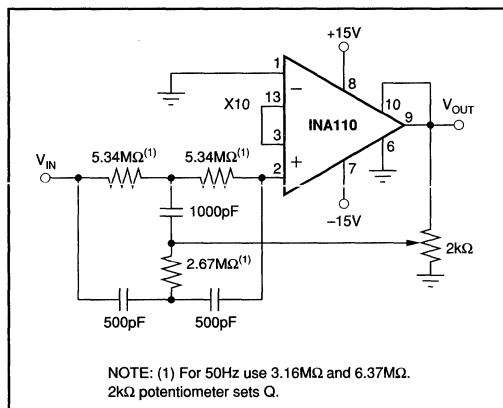 +15V
1
8
13
X10
3
INA110
10
9
V_OUT
6
V_IN
5.34MΩ(1)
5.34MΩ(1)
2
7
−15V
1000pF
2kΩ
2.67MΩ(1)
500pF
500pF
NOTE: (1) For 50Hz use 3.16MΩ and 6.37MΩ.
2kΩ potentiometer sets Q.